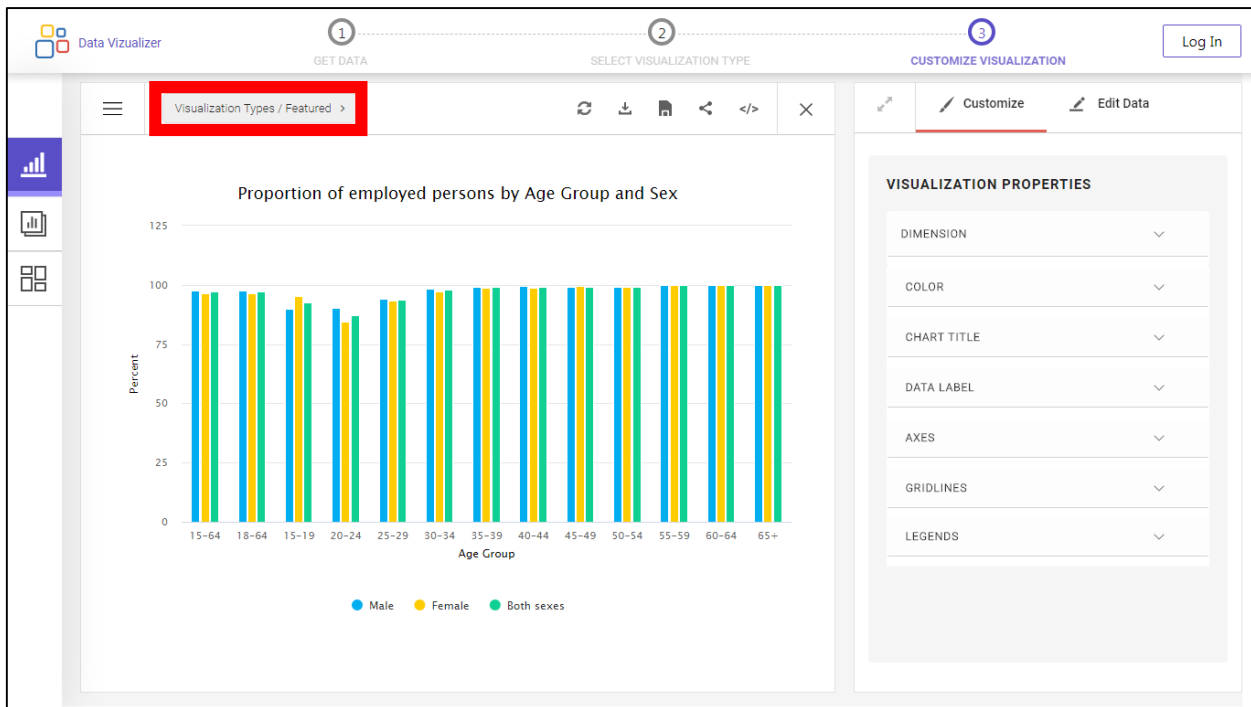 Data Vizualizer
1
GET DATA
2
SELECT VISUALIZATION TYPE
3
CUSTOMIZE VISUALIZATION
Log In
Visualization Types / Featured >
</>
Customize
Edit Data
Proportion of employed persons by Age Group and Sex
125
100
75
50
25
0
Percent
15-64 18-64 15-19 20-24 25-29 30-34 35-39 40-44 45-49 50-54 55-59 60-64 65+
Age Group
Male Female Both sexes
VISUALIZATION PROPERTIES
DIMENSION
COLOR
CHART TITLE
DATA LABEL
AXES
GRIDLINES
LEGENDS